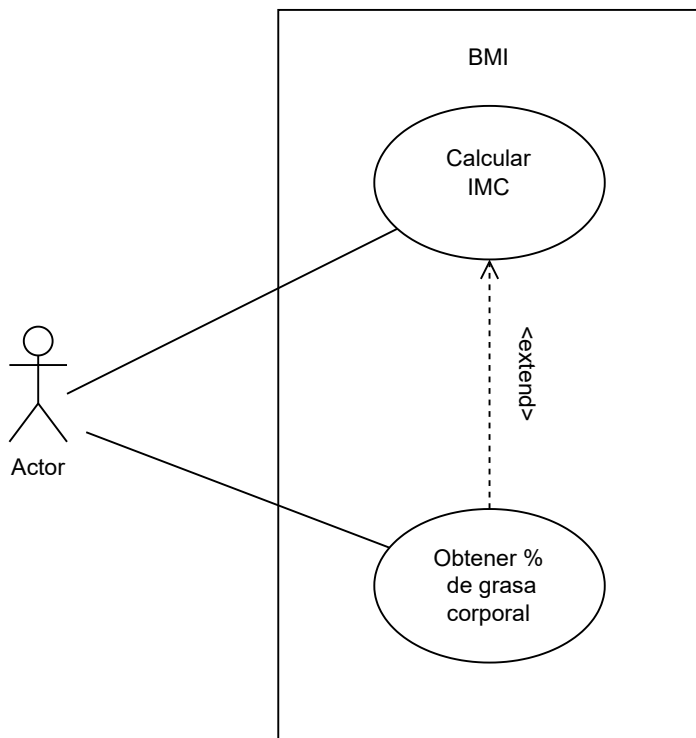 BMI
Calcular
IMC
<extend>
Actor
Obtener %
de grasa
corporal